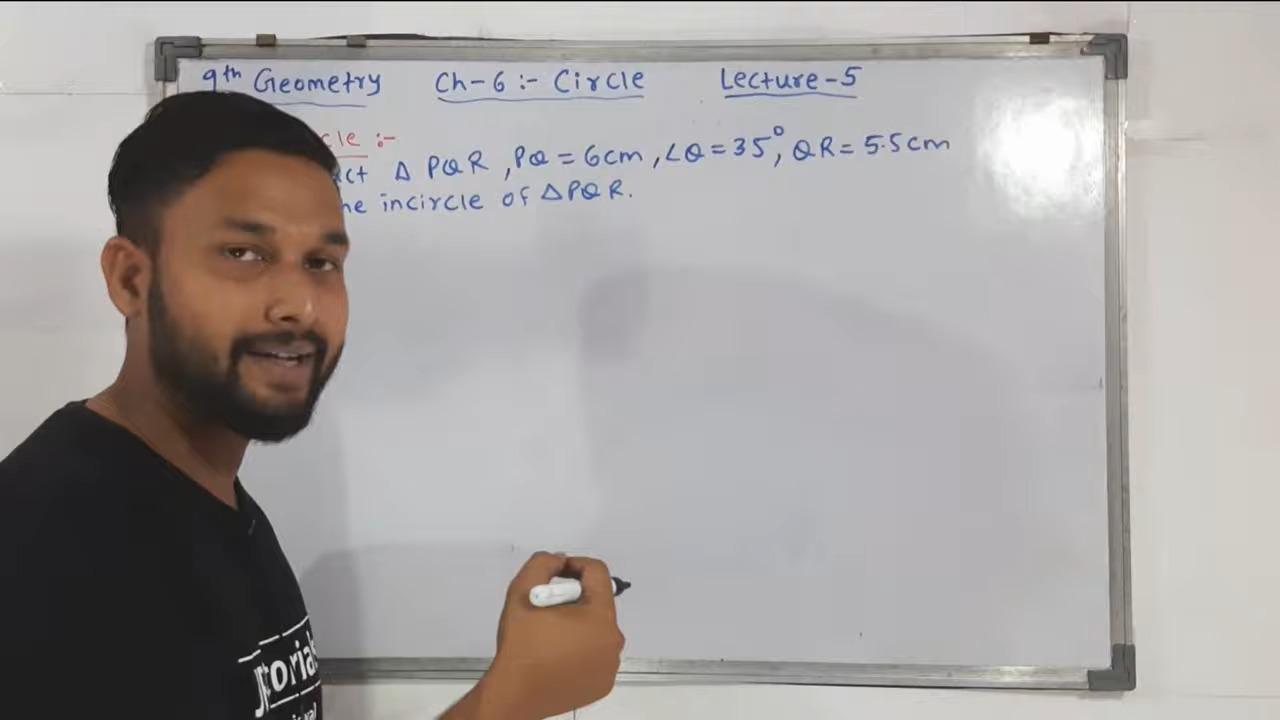 9th Geometry Ch-6 :- Circle Lecture-5
cle :-
ct Δ PQR, PQ = 6cm, ∠Q = 35°, QR = 5.5cm
he incircle of ΔPQR.
torial